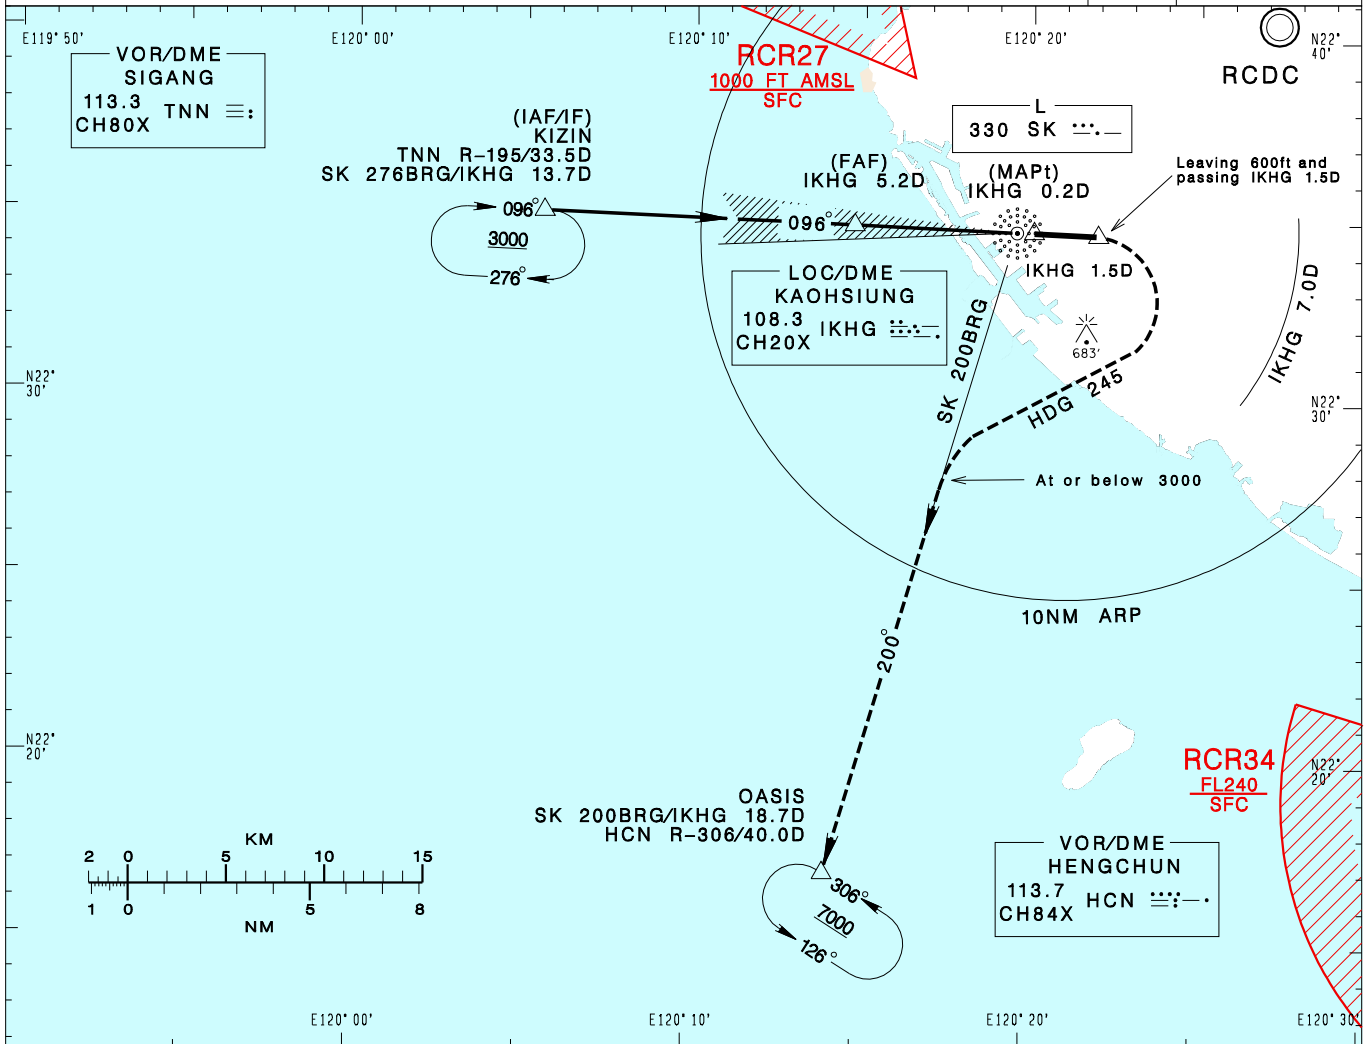 E119°50'
E120°00'
E120°10'
E120°20'
N22°
40'
VOR/DME
SIGANG
113.3
CH80X
TNN
RCR27
1000 FT AMSL
SFC
RCDC
L
330 SK
(IAF/IF)
KIZIN
TNN R-195/33.5D
SK 276BRG/IKHG 13.7D
(FAF)
IKHG 5.2D
(MAPt)
IKHG 0.2D
Leaving 600ft and
passing IKHG 1.5D
096°
3000
276°
096°
IKHG 1.5D
LOC/DME
KAOHSIUNG
108.3
CH20X
IKHG
SK 200BRG
683'
IKHG 7.0D
HDG 245
N22°
30'
N22°
30'
At or below 3000
10NM ARP
200°
N22°
20'
RCR34
FL240
SFC
N22°
20'
OASIS
SK 200BRG/IKHG 18.7D
HCN R-306/40.0D
306°
7000
126°
VOR/DME
HENGCHUN
113.7
CH84X
HCN
KM
2 0 5 10 15
1 0 5 8
NM
E120°00'
E120°10'
E120°20'
E120°30'